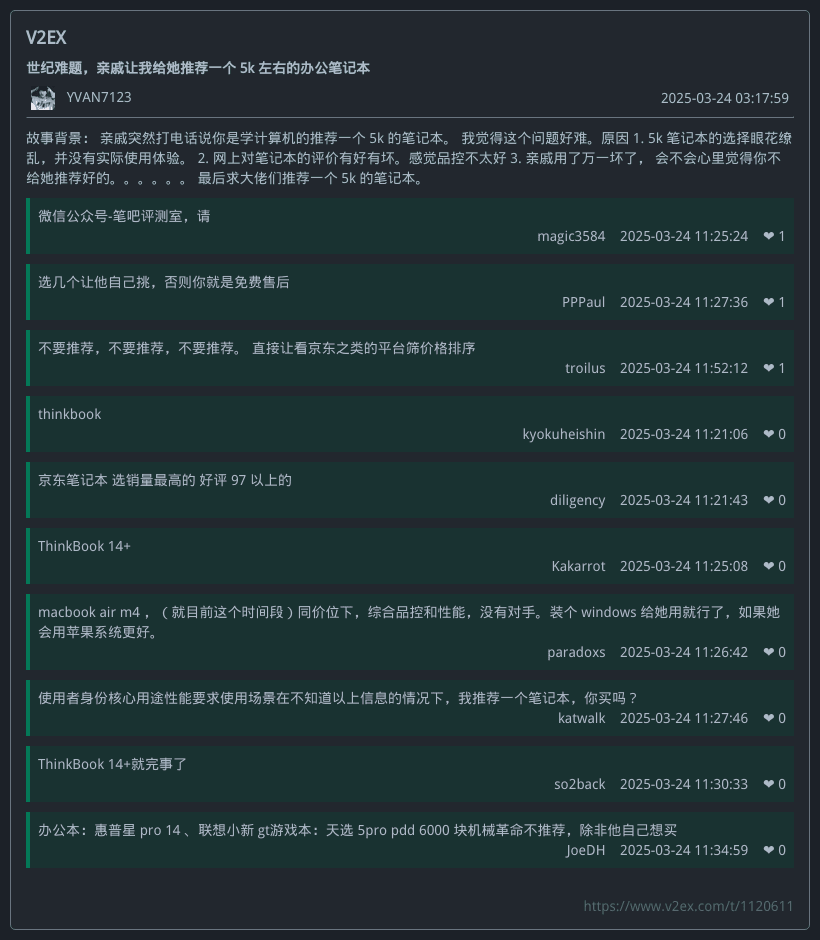 V2EX
世纪难题，亲戚让我给她推荐一个 5k 左右的办公笔记本
YVAN7123
2025-03-24 03:17:59
故事背景： 亲戚突然打电话说你是学计算机的推荐一个 5k 的笔记本。 我觉得这个问题好难。原因 1. 5k 笔记本的选择眼花缭
乱，并没有实际使用体验。 2. 网上对笔记本的评价有好有坏。感觉品控不太好 3. 亲戚用了万一坏了， 会不会心里觉得你不
给她推荐好的。。。。。。 最后求大佬们推荐一个 5k 的笔记本。
微信公众号-笔吧评测室，请
magic3584 2025-03-24 11:25:24 ❤ 1
选几个让他自己挑，否则你就是免费售后
PPPaul 2025-03-24 11:27:36 ❤ 1
不要推荐，不要推荐，不要推荐。 直接让看京东之类的平台筛价格排序
troilus 2025-03-24 11:52:12 ❤ 1
thinkbook
kyokuheishin 2025-03-24 11:21:06 ❤ 0
京东笔记本 选销量最高的 好评 97 以上的
diligency 2025-03-24 11:21:43 ❤ 0
ThinkBook 14+
Kakarrot 2025-03-24 11:25:08 ❤ 0
macbook air m4 ，（ 就目前这个时间段 ) 同价位下，综合品控和性能，没有对手。装个 windows 给她用就行了，如果她
会用苹果系统更好。
paradoxs 2025-03-24 11:26:42 ❤ 0
使用者身份核心用途性能要求使用场景在不知道以上信息的情况下，我推荐一个笔记本，你买吗？
katwalk 2025-03-24 11:27:46 ❤ 0
ThinkBook 14+就完事了
so2back 2025-03-24 11:30:33 ❤ 0
办公本：惠普星 pro 14 、联想小新 gt游戏本：天选 5pro pdd 6000 块机械革命不推荐，除非他自己想买
JoeDH 2025-03-24 11:34:59 ❤ 0
https://www.v2ex.com/t/1120611